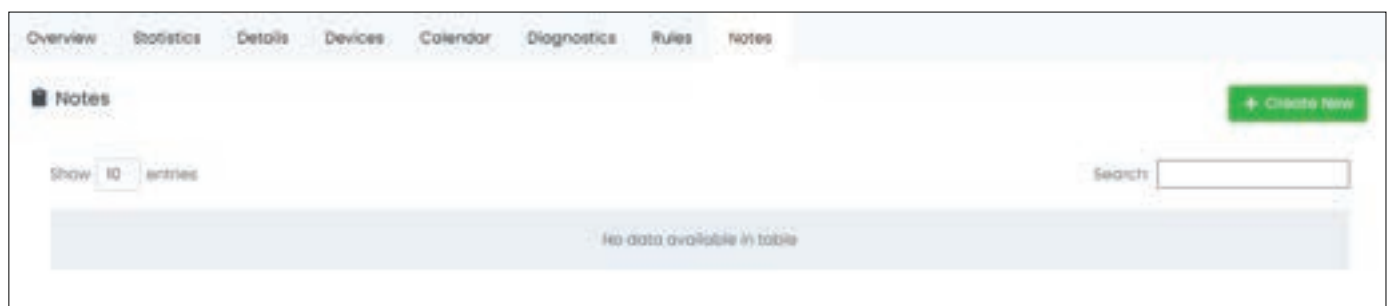 Overview Statistics Details Devices Calendar Diagnostics Rules Notes
Notes
+ Create New
Show 10 entries
Search:
No data available in table